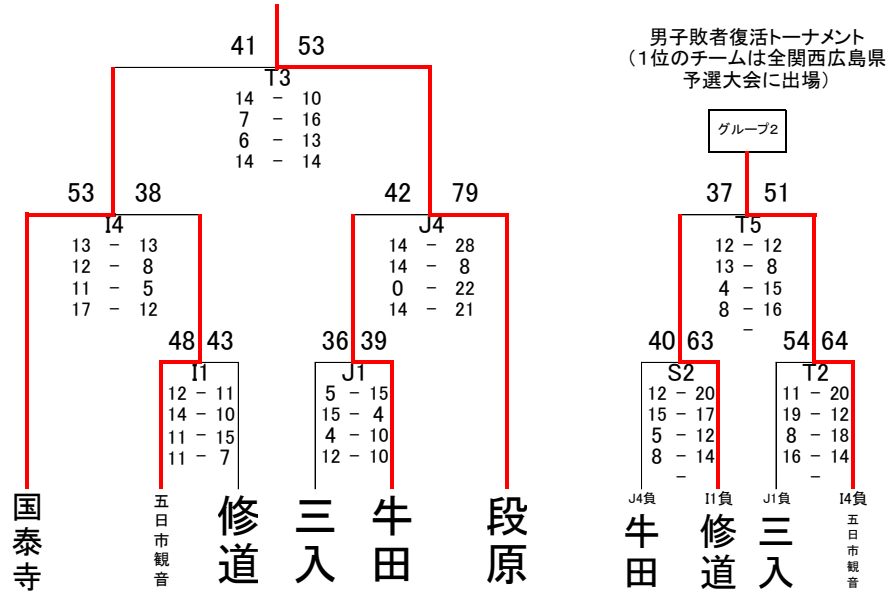 41 53
T3
14 － 10
7 － 16
6 － 13
14 － 14
53 38
I4
13 － 13
12 － 8
11 － 5
17 － 12
42 79
J4
14 － 28
14 － 8
0 － 22
14 － 21
48 43
I1
12 － 11
14 － 10
11 － 15
11 － 7
36 39
J1
5 － 15
15 － 4
4 － 10
12 － 10
国泰寺
五日市観音
修道
三入
牛田
段原
男子敗者復活トーナメント
（１位のチームは全関西広島県
予選大会に出場）
グループ２
37 51
T5
12 － 12
13 － 8
4 － 15
8 － 16
－
40 63
S2
12 － 20
15 － 17
5 － 12
8 － 14
－
54 64
T2
11 － 20
19 － 12
8 － 18
16 － 14
－
J4負
I1負
J1負
I4負
牛田
修道
三入
五日市観音